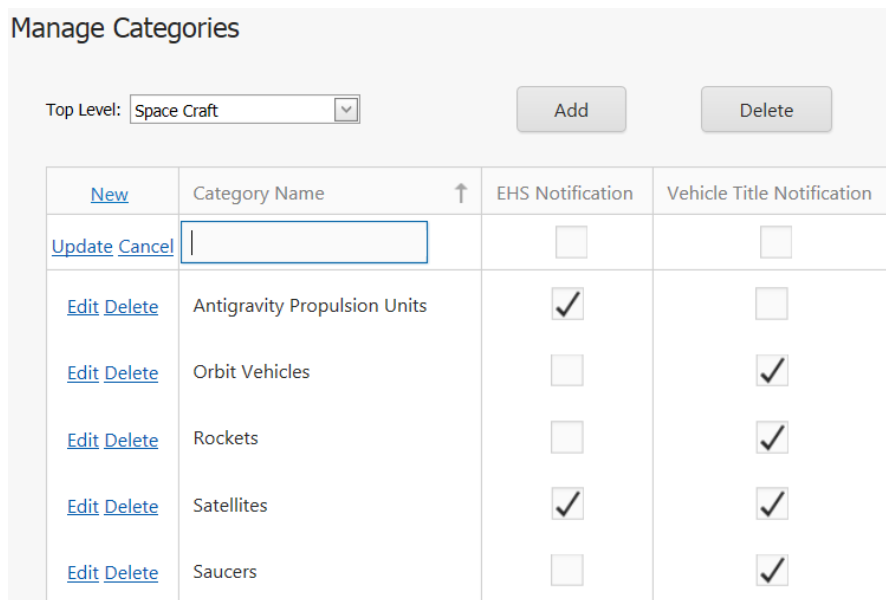 Manage Categories
Top Level: Space Craft Add Delete
New Category Name ↑ EHS Notification Vehicle Title Notification
Update Cancel
Edit Delete Antigravity Propulsion Units
Edit Delete Orbit Vehicles
Edit Delete Rockets
Edit Delete Satellites
Edit Delete Saucers